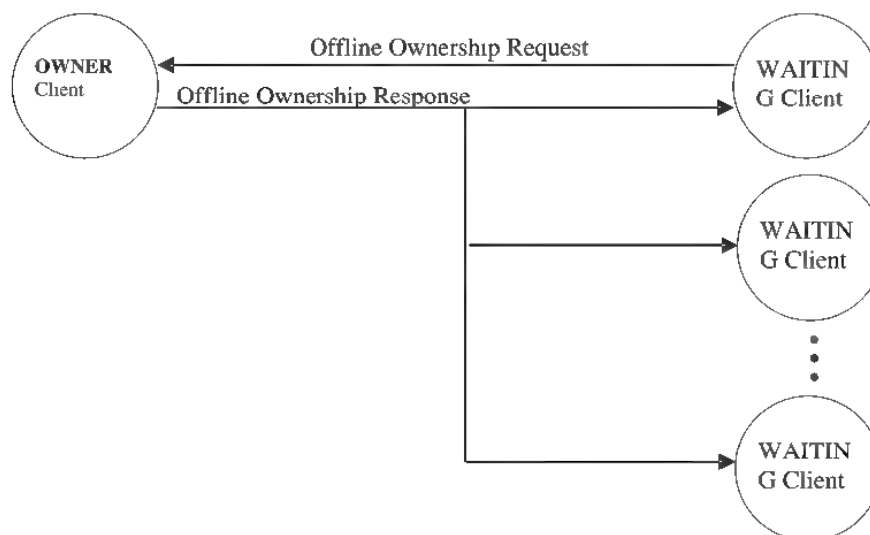 Offline Ownership Request
OWNER
Client
WAITIN
G Client
Offline Ownership Response
WAITIN
G Client
WAITIN
G Client